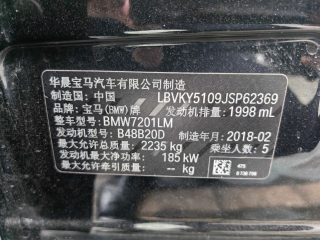 华晨宝马汽车有限公司制造
制造国：中国 LBVKY5109JSP62369
品牌：宝马(BMW)牌 发动机排量：1998 mL
整车型号：BMW7201LM
发动机型号：B48B20D 制造年月：2018-02
最大允许总质量：2235 kg 乘坐人数：5
发动机最大净功率：185 kW
最大允许牵引质量：-- kg
475